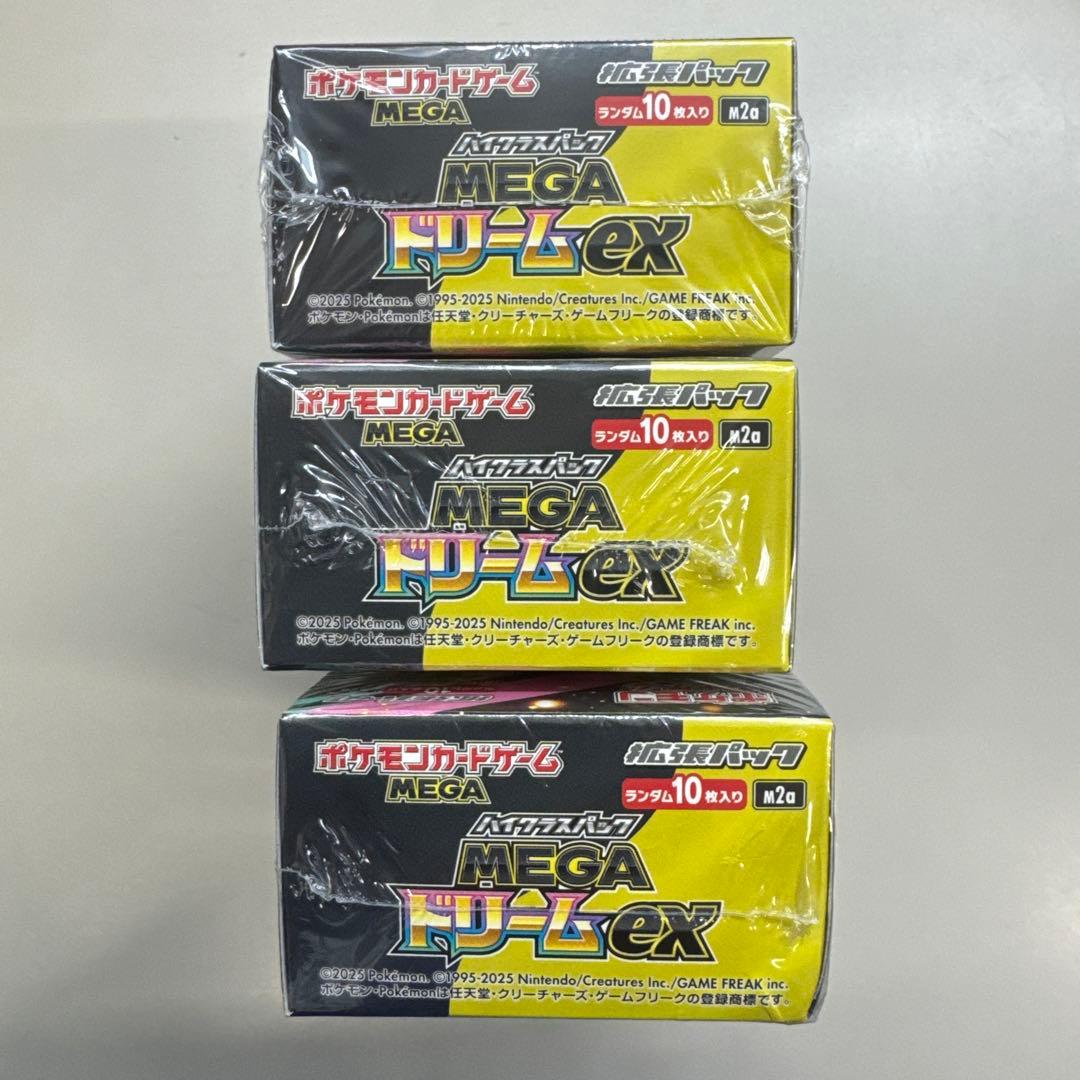 ポケモンカードゲーム
MEGA
拡張パック
ランダム10枚入り M2a
ハイクラスパック
MEGA
ドリームex
©2025 Pokémon. ©1995-2025 Nintendo/Creatures Inc./GAME FREAK inc.
ポケモン・Pokémonは任天堂・クリーチャーズ・ゲームフリークの登録商標です。
ポケモンカードゲーム
MEGA
拡張パック
ランダム10枚入り M2a
ハイクラスパック
MEGA
ドリームex
©2025 Pokémon. ©1995-2025 Nintendo/Creatures Inc./GAME FREAK inc.
ポケモン・Pokémonは任天堂・クリーチャーズ・ゲームフリークの登録商標です。
ポケモンカードゲーム
MEGA
拡張パック
ランダム10枚入り M2a
ハイクラスパック
MEGA
ドリームex
©2025 Pokémon. ©1995-2025 Nintendo/Creatures Inc./GAME FREAK inc.
ポケモン・Pokémonは任天堂・クリーチャーズ・ゲームフリークの登録商標です。